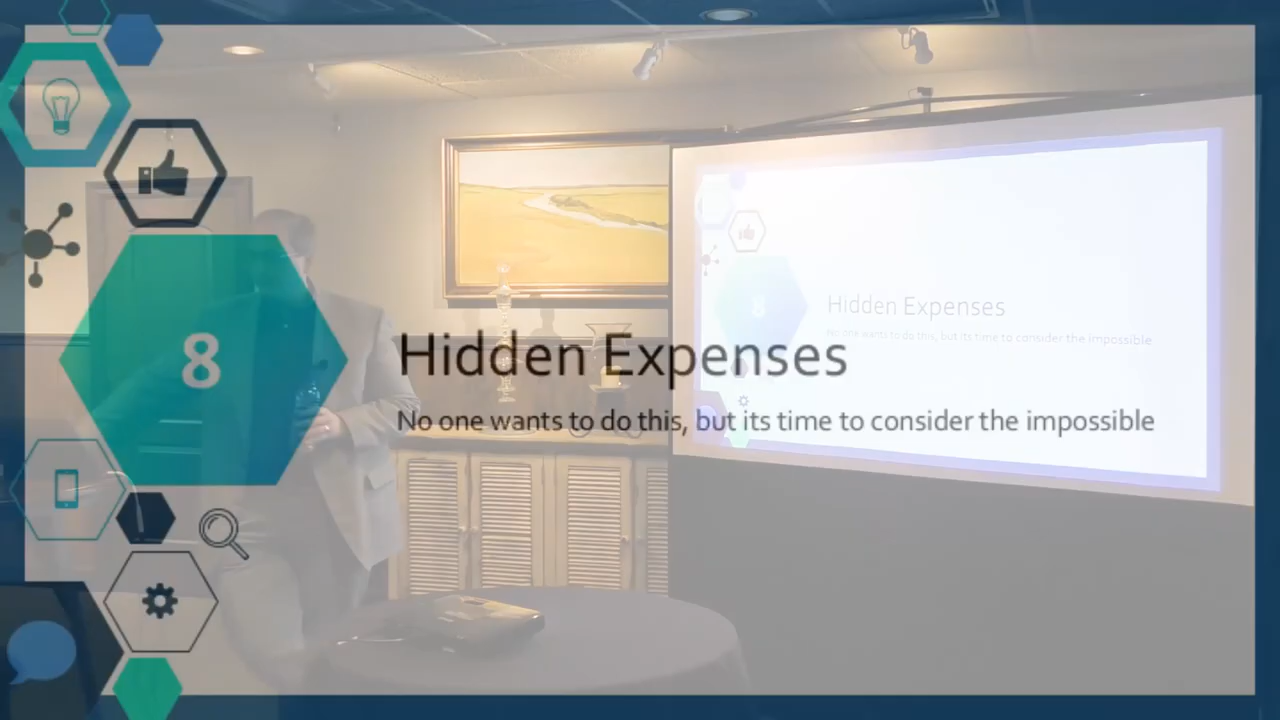 8
Hidden Expenses
No one wants to do this, but its time to consider the impossible
8
Hidden Expenses
No one wants to do this, but its time to consider the impossible